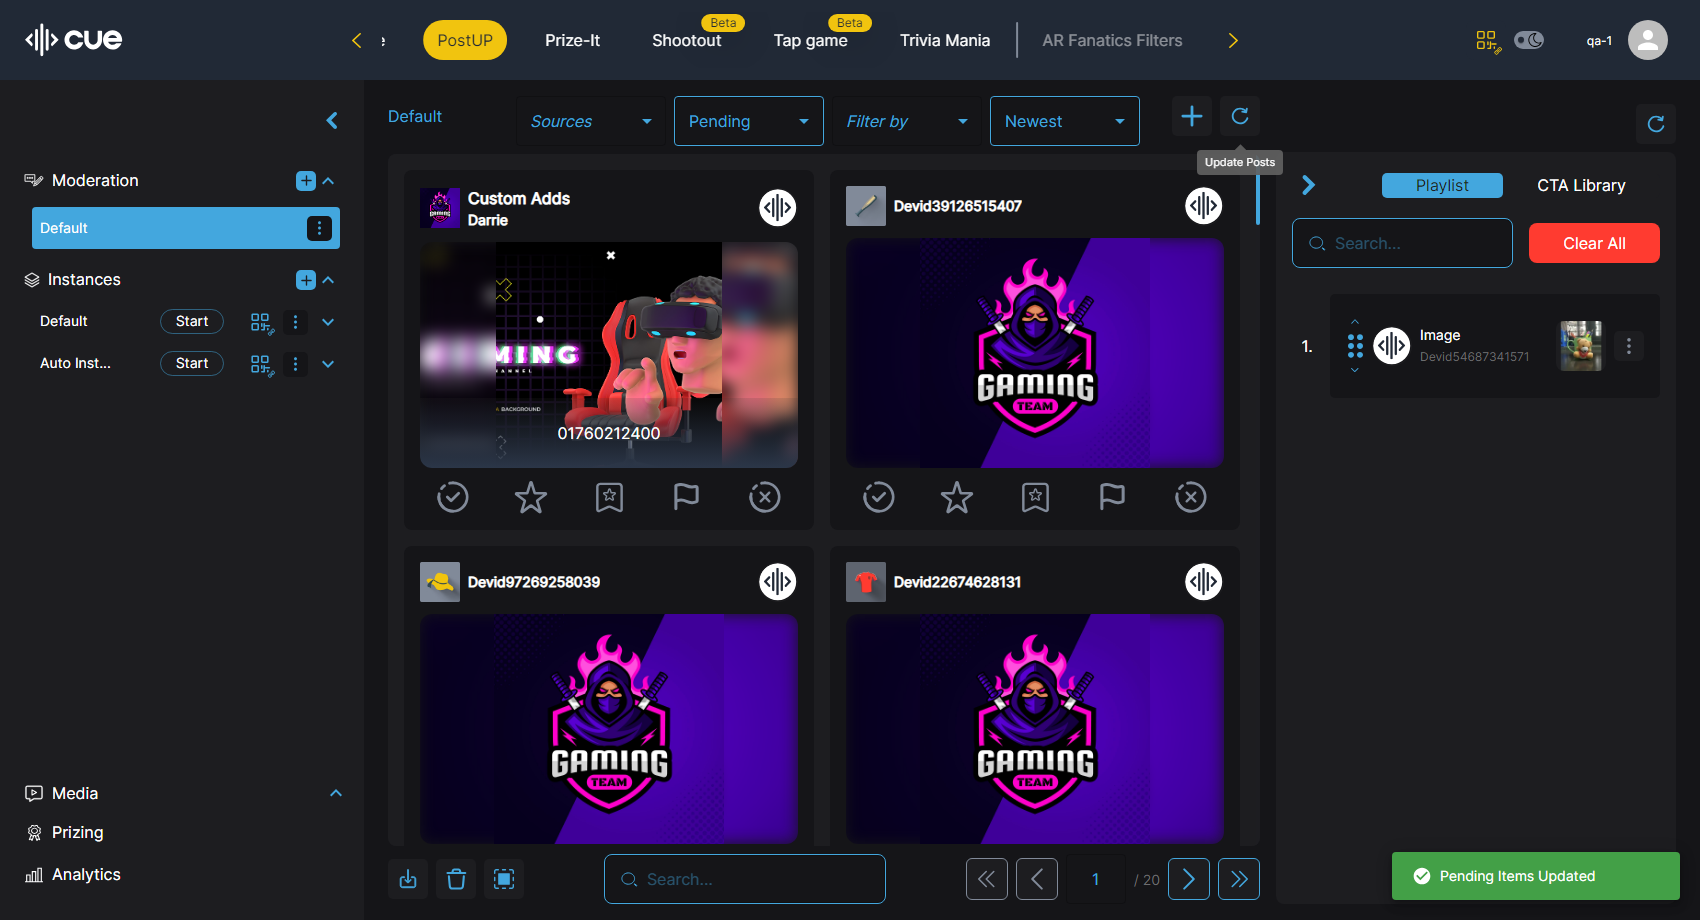 cue
PostUP
Prize-It
Shootout
Beta
Tap game
Beta
Trivia Mania
AR Fanatics Filters
qa-1
Moderation
Default
Instances
Default
Start
Auto Inst...
Start
Media
Prizing
Analytics
Default
Sources
Pending
Filter by
Newest
Update Posts
Custom Adds
Darrie
MING
BACKGROUND
01760212400
Devid39126515407
GAMING
TEAM
Devid97269258039
GAMING
TEAM
Devid22674628131
GAMING
TEAM
Search...
1
/ 20
Playlist
CTA Library
Search...
Clear All
1.
Image
Devid54687341571
Pending Items Updated